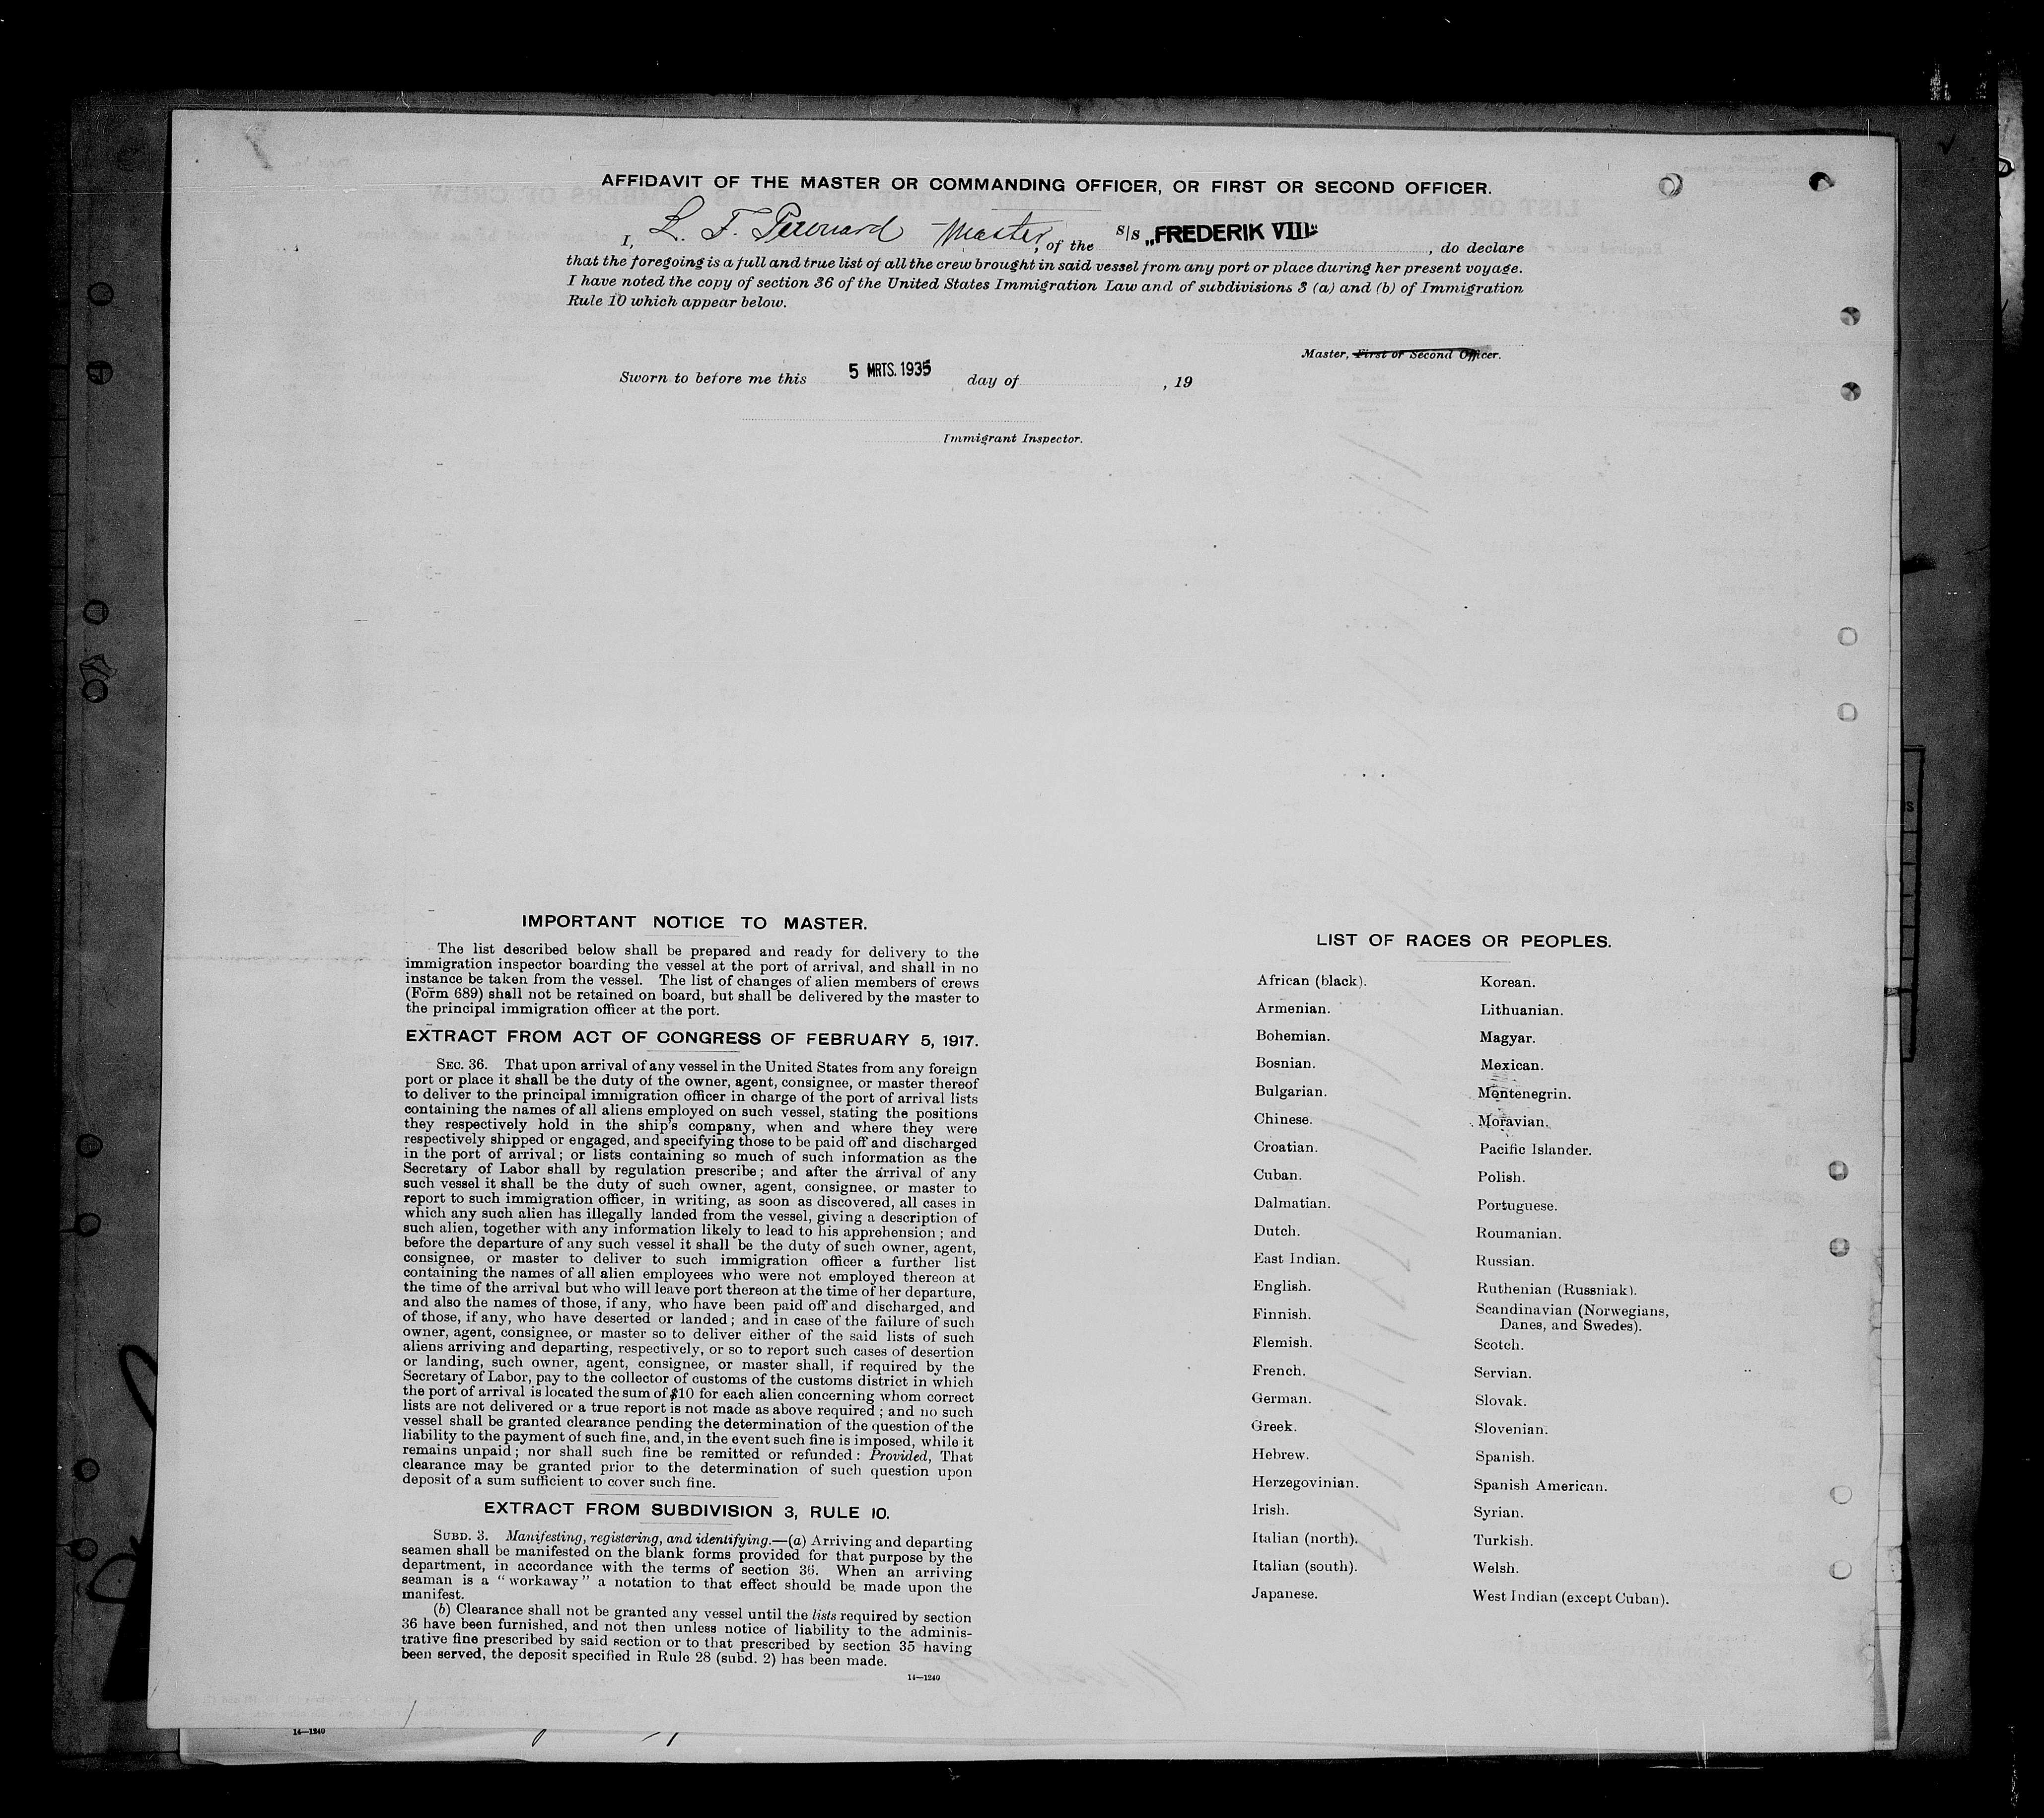 AFFIDAVIT OF THE MASTER OR COMMANDING OFFICER, OR FIRST OR SECOND OFFICER.
I, L. F. Master, of the S/S „FREDERIK VIII“, do declare
that the foregoing is a full and true list of all the crew brought in said vessel from any port or place during her present voyage.
I have noted the copy of section 36 of the United States Immigration Law and of subdivisions 3 (a) and (b) of Immigration
Rule 10 which appear below.
Master, First or Second Officer.
Sworn to before me this 5 MRTS. 1935 day of , 19
Immigrant Inspector.
IMPORTANT NOTICE TO MASTER.
The list described below shall be prepared and ready for delivery to the
immigration inspector boarding the vessel at the port of arrival, and shall in no
instance be taken from the vessel. The list of changes of alien members of crews
(Form 689) shall not be retained on board, but shall be delivered by the master to
the principal immigration officer at the port.
EXTRACT FROM ACT OF CONGRESS OF FEBRUARY 5, 1917.
SEC. 36. That upon arrival of any vessel in the United States from any foreign
port or place it shall be the duty of the owner, agent, consignee, or master thereof
to deliver to the principal immigration officer in charge of the port of arrival lists
containing the names of all aliens employed on such vessel, stating the positions
they respectively hold in the ship's company, when and where they were
respectively shipped or engaged, and specifying those to be paid off and discharged
in the port of arrival; or lists containing so much of such information as the
Secretary of Labor shall by regulation prescribe; and after the arrival of any
such vessel it shall be the duty of such owner, agent, consignee, or master to
report to such immigration officer, in writing, as soon as discovered, all cases in
which any such alien has illegally landed from the vessel, giving a description of
such alien, together with any information likely to lead to his apprehension; and
before the departure of any such vessel it shall be the duty of such owner, agent,
consignee, or master to deliver to such immigration officer a further list
containing the names of all alien employees who were not employed thereon at
the time of the arrival but who will leave port thereon at the time of her departure,
and also the names of those, if any, who have been paid off and discharged, and
of those, if any, who have deserted or landed; and in case of the failure of such
owner, agent, consignee, or master so to deliver either of the said lists of such
aliens arriving and departing, respectively, or so to report such cases of desertion
or landing, such owner, agent, consignee, or master shall, if required by the
Secretary of Labor, pay to the collector of customs of the customs district in which
the port of arrival is located the sum of $10 for each alien concerning whom correct
lists are not delivered or a true report is not made as above required; and no such
vessel shall be granted clearance pending the determination of the question of the
liability to the payment of such fine, and, in the event such fine is imposed, while it
remains unpaid; nor shall such fine be remitted or refunded: Provided, That
clearance may be granted prior to the determination of such question upon
deposit of a sum sufficient to cover such fine.
EXTRACT FROM SUBDIVISION 3, RULE 10.
SUBD. 3. Manifesting, registering, and identifying.—(a) Arriving and departing
seamen shall be manifested on the blank forms provided for that purpose by the
department, in accordance with the terms of section 36. When an arriving
seaman is a "workaway" a notation to that effect should be made upon the
manifest.
(b) Clearance shall not be granted any vessel until the lists required by section
36 have been furnished, and not then unless notice of liability to the adminis-
trative fine prescribed by said section or to that prescribed by section 35 having
been served, the deposit specified in Rule 28 (subd. 2) has been made.
14—1240
LIST OF RACES OR PEOPLES.
African (black).
Armenian.
Bohemian.
Bosnian.
Bulgarian.
Chinese.
Croatian.
Cuban.
Dalmatian.
Dutch.
East Indian.
English.
Finnish.
Flemish.
French.
German.
Greek.
Hebrew.
Herzegovinian.
Irish.
Italian (north).
Italian (south).
Japanese.
Korean.
Lithuanian.
Magyar.
Mexican.
Montenegrin.
Moravian.
Pacific Islander.
Polish.
Portuguese.
Roumanian.
Russian.
Ruthenian (Russniak).
Scandinavian (Norwegians,
Danes, and Swedes).
Scotch.
Servian.
Slovak.
Slovenian.
Spanish.
Spanish American.
Syrian.
Turkish.
Welsh.
West Indian (except Cuban).
14—1240